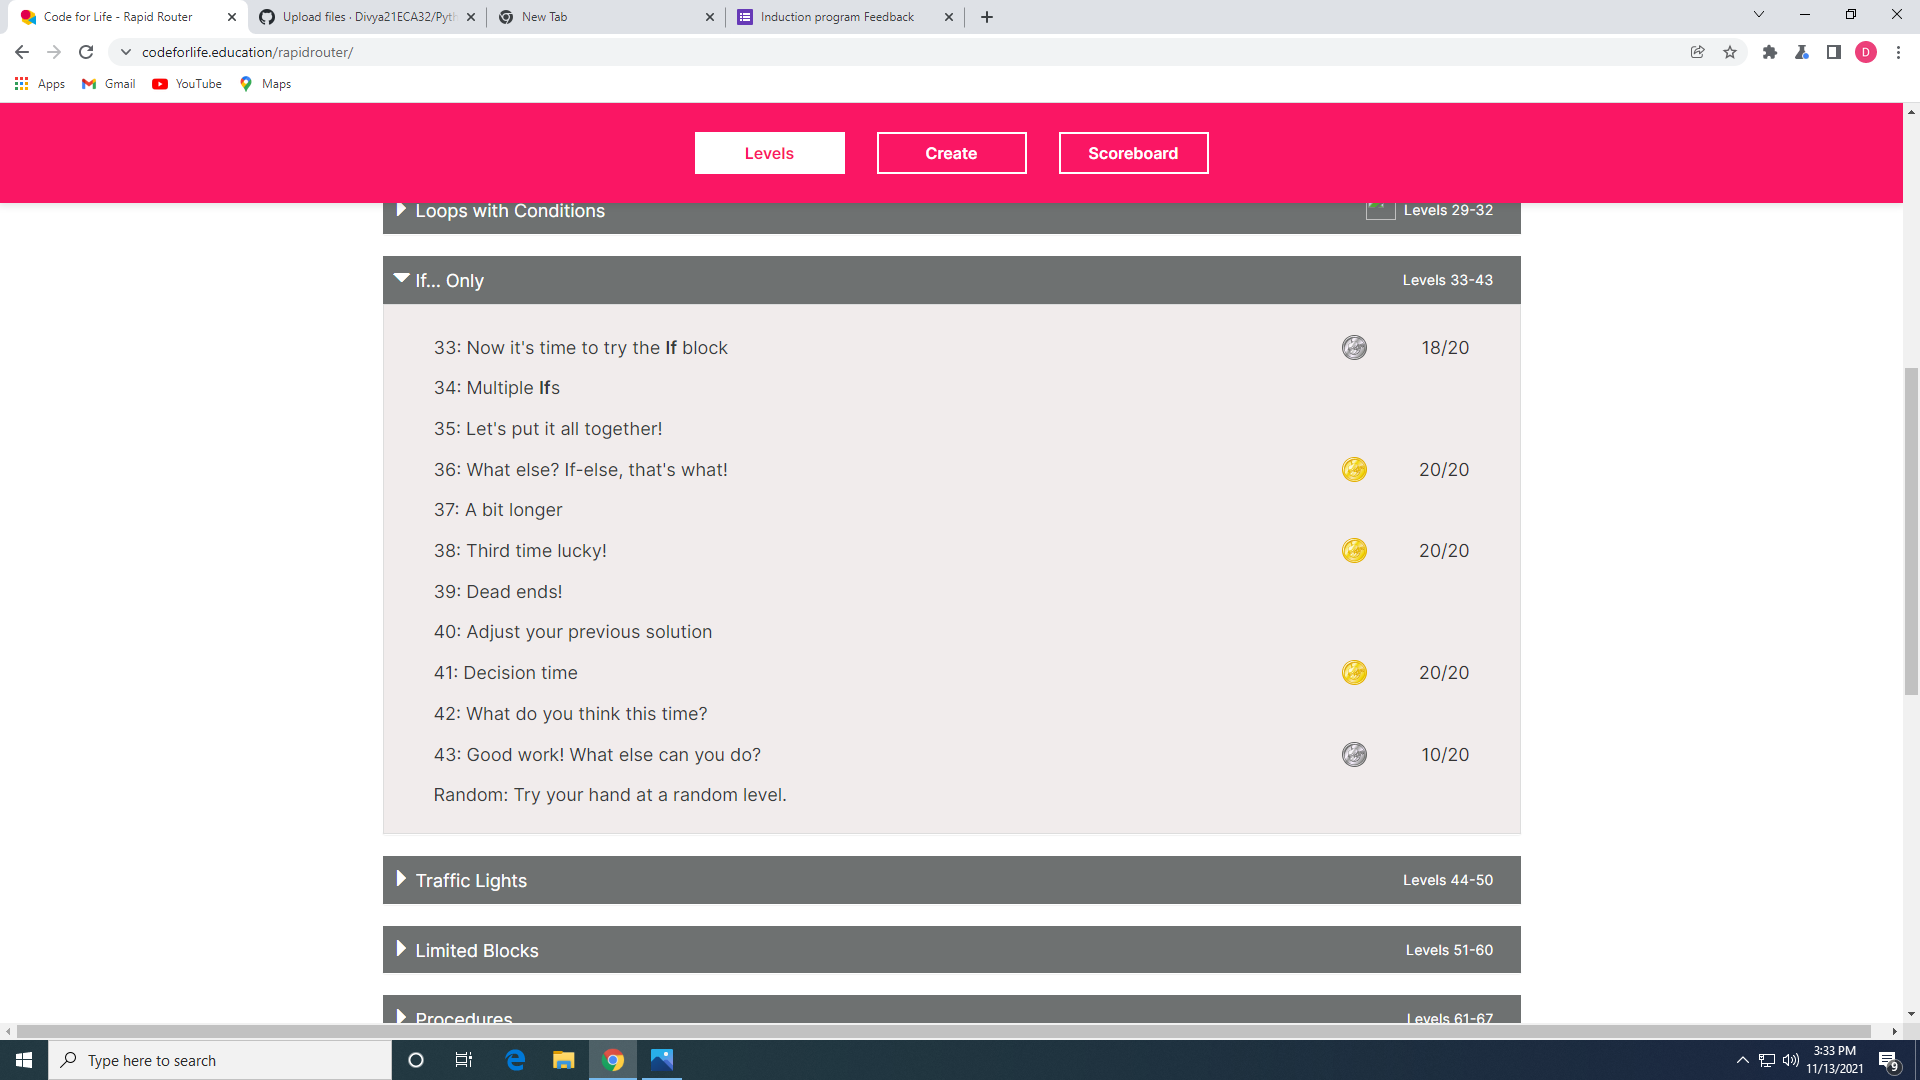 Code for Life - Rapid Router
Upload files · Divya21ECA32/Pyth
New Tab
Induction program Feedback
codeforlife.education/rapidrouter/
D
Apps
Gmail
YouTube
Maps
Levels
Create
Scoreboard
Loops with Conditions
Levels 29-32
If... Only
Levels 33-43
33: Now it's time to try the If block
18/20
34: Multiple Ifs
35: Let's put it all together!
36: What else? If-else, that's what!
20/20
37: A bit longer
38: Third time lucky!
20/20
39: Dead ends!
40: Adjust your previous solution
41: Decision time
20/20
42: What do you think this time?
43: Good work! What else can you do?
10/20
Random: Try your hand at a random level.
Traffic Lights
Levels 44-50
Limited Blocks
Levels 51-60
Procedures
Levels 61-67
Type here to search
3:33 PM
11/13/2021
9